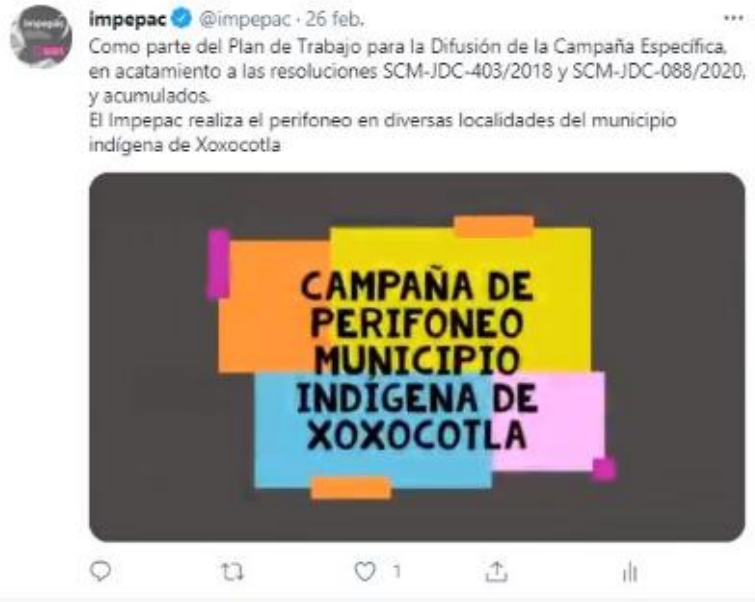 impepac @impepac · 26 feb.
Como parte del Plan de Trabajo para la Difusión de la Campaña Específica,
en acatamiento a las resoluciones SCM-JDC-403/2018 y SCM-JDC-088/2020,
y acumulados.
El Impepac realiza el perifoneo en diversas localidades del municipio
indígena de Xoxocotla
CAMPAÑA DE
PERIFONEO
MUNICIPIO
INDÍGENA DE
XOXOCOTLA
1